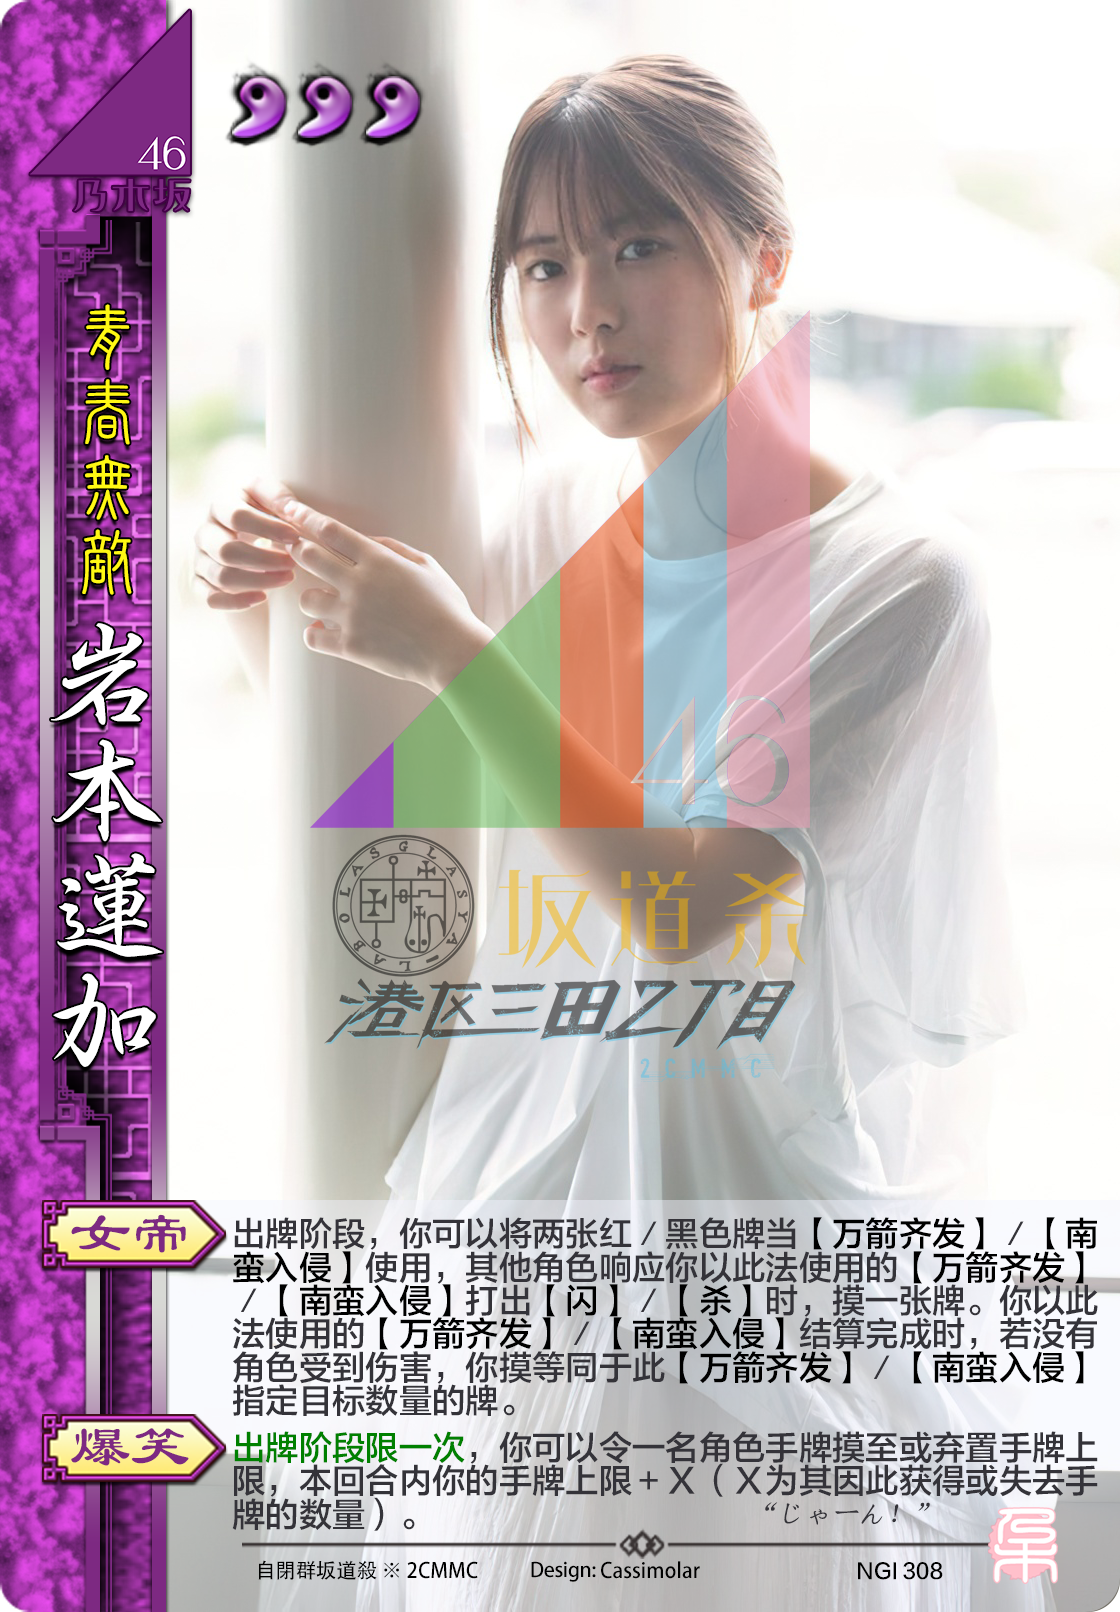 46
乃木坂
青春無敵
岩本蓮加
46
GLASYA-LABOLAS
坂道杀
港区三田2丁目
2CMMC
女帝
出牌阶段，你可以将两张红／黑色牌当【万箭齐发】／【南
蛮入侵】使用，其他角色响应你以此法使用的【万箭齐发】
／【南蛮入侵】打出【闪】／【杀】时，摸一张牌。你以此
法使用的【万箭齐发】／【南蛮入侵】结算完成时，若没有
角色受到伤害，你摸等同于此【万箭齐发】／【南蛮入侵】
指定目标数量的牌。
爆笑
出牌阶段限一次，你可以令一名角色手牌摸至或弃置手牌上
限，本回合内你的手牌上限＋X（X为其因此获得或失去手
牌的数量）。
“じゃーん！”
自閉群坂道殺 ※ 2CMMC
Design: Cassimolar
NGI 308